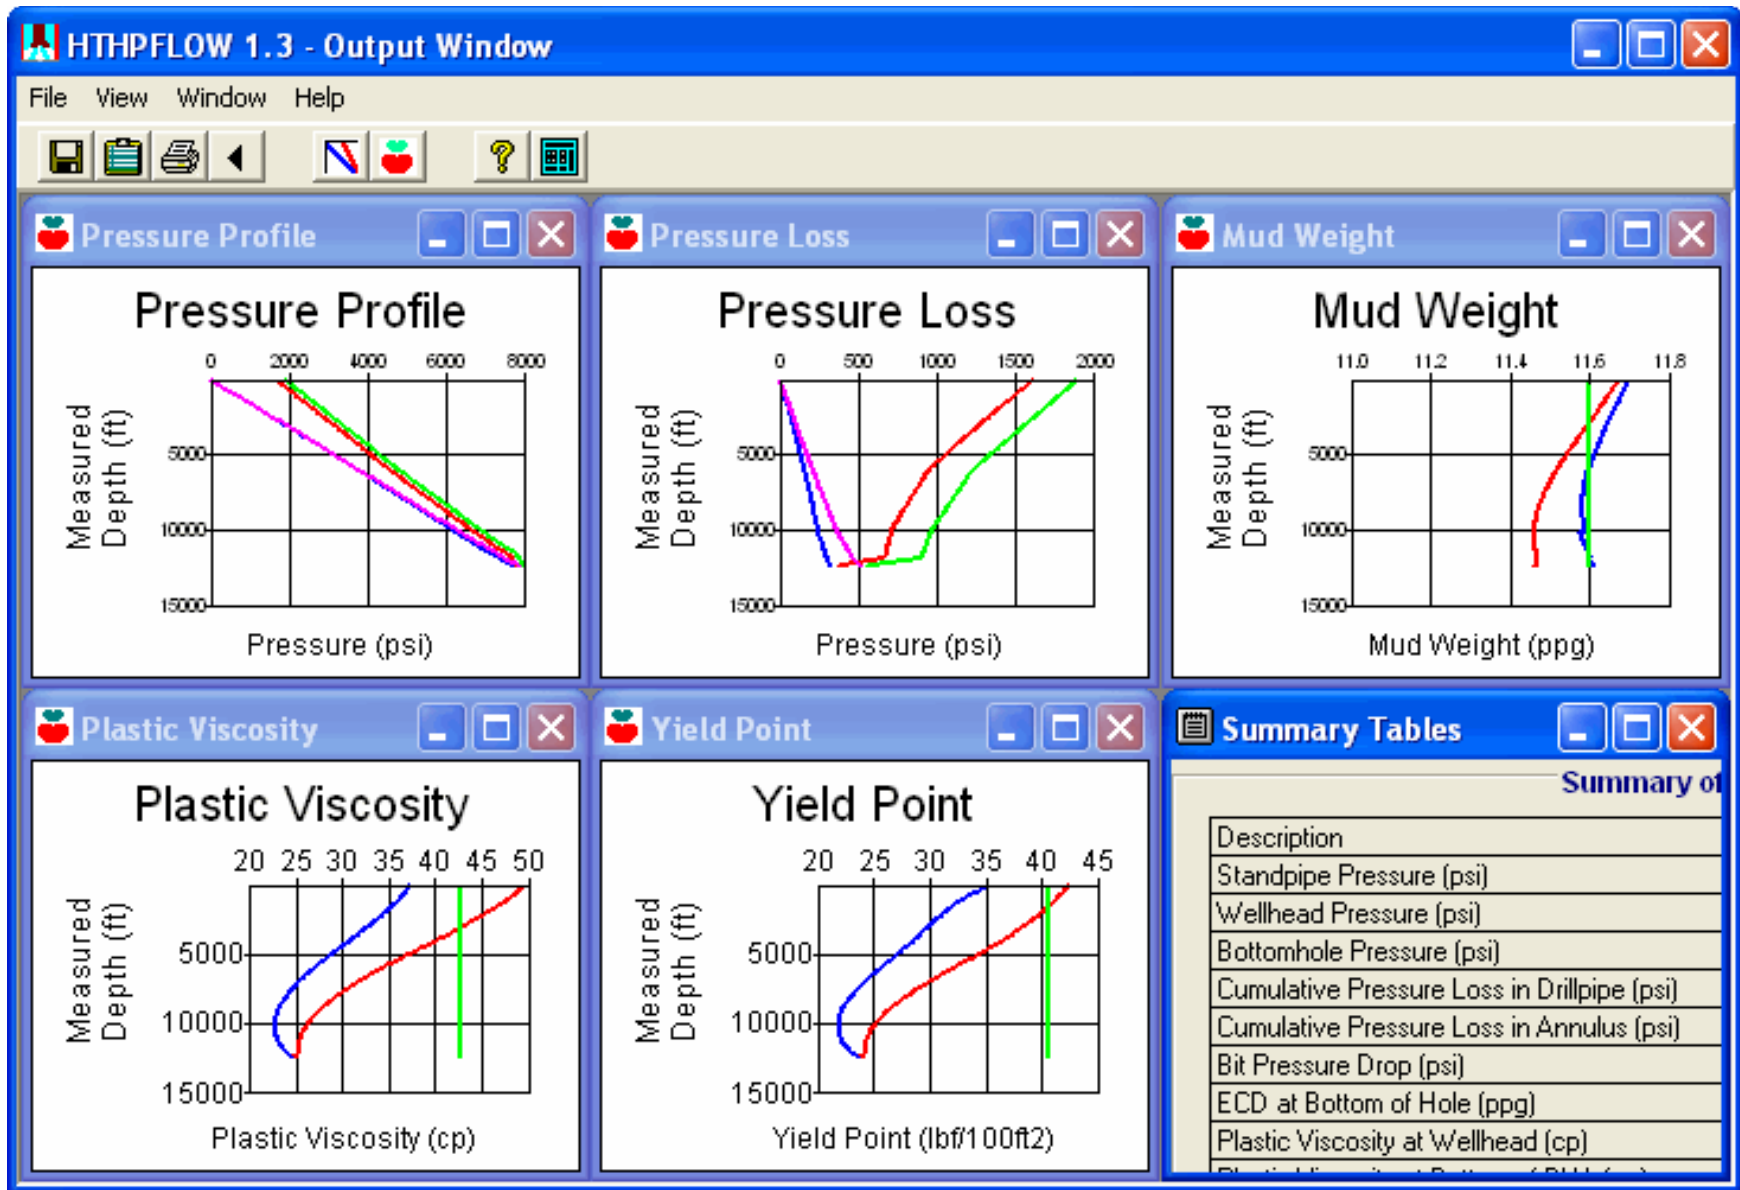 HTHPFLOW 1.3 - Output Window
File View Window Help
Pressure Profile
Pressure Profile
0 2000 4000 6000 8000
Measured
Depth (ft)
5000
10000
15000
Pressure (psi)
Pressure Loss
Pressure Loss
0 500 1000 1500 2000
Measured
Depth (ft)
5000
10000
15000
Pressure (psi)
Mud Weight
Mud Weight
11.0 11.2 11.4 11.6 11.8
Measured
Depth (ft)
5000
10000
15000
Mud Weight (ppg)
Plastic Viscosity
Plastic Viscosity
20 25 30 35 40 45 50
Measured
Depth (ft)
5000
10000
15000
Plastic Viscosity (cp)
Yield Point
Yield Point
20 25 30 35 40 45
Measured
Depth (ft)
5000
10000
15000
Yield Point (lbf/100ft2)
Summary Tables
Summary of
Description
Standpipe Pressure (psi)
Wellhead Pressure (psi)
Bottomhole Pressure (psi)
Cumulative Pressure Loss in Drillpipe (psi)
Cumulative Pressure Loss in Annulus (psi)
Bit Pressure Drop (psi)
ECD at Bottom of Hole (ppg)
Plastic Viscosity at Wellhead (cp)